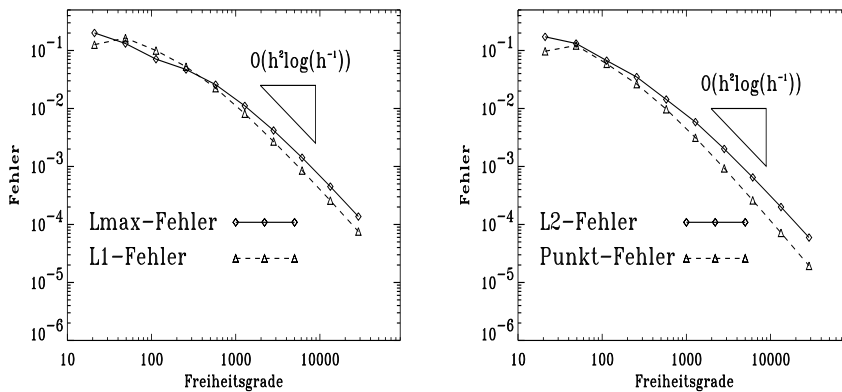 10⁻¹
10⁻²
10⁻³
10⁻⁴
10⁻⁵
10⁻⁶
Fehler
O(h²log(h⁻¹))
Lmax-Fehler
L1-Fehler
10 100 1000 10000
Freiheitsgrade
10⁻¹
10⁻²
10⁻³
10⁻⁴
10⁻⁵
10⁻⁶
Fehler
O(h²log(h⁻¹))
L2-Fehler
Punkt-Fehler
10 100 1000 10000
Freiheitsgrade